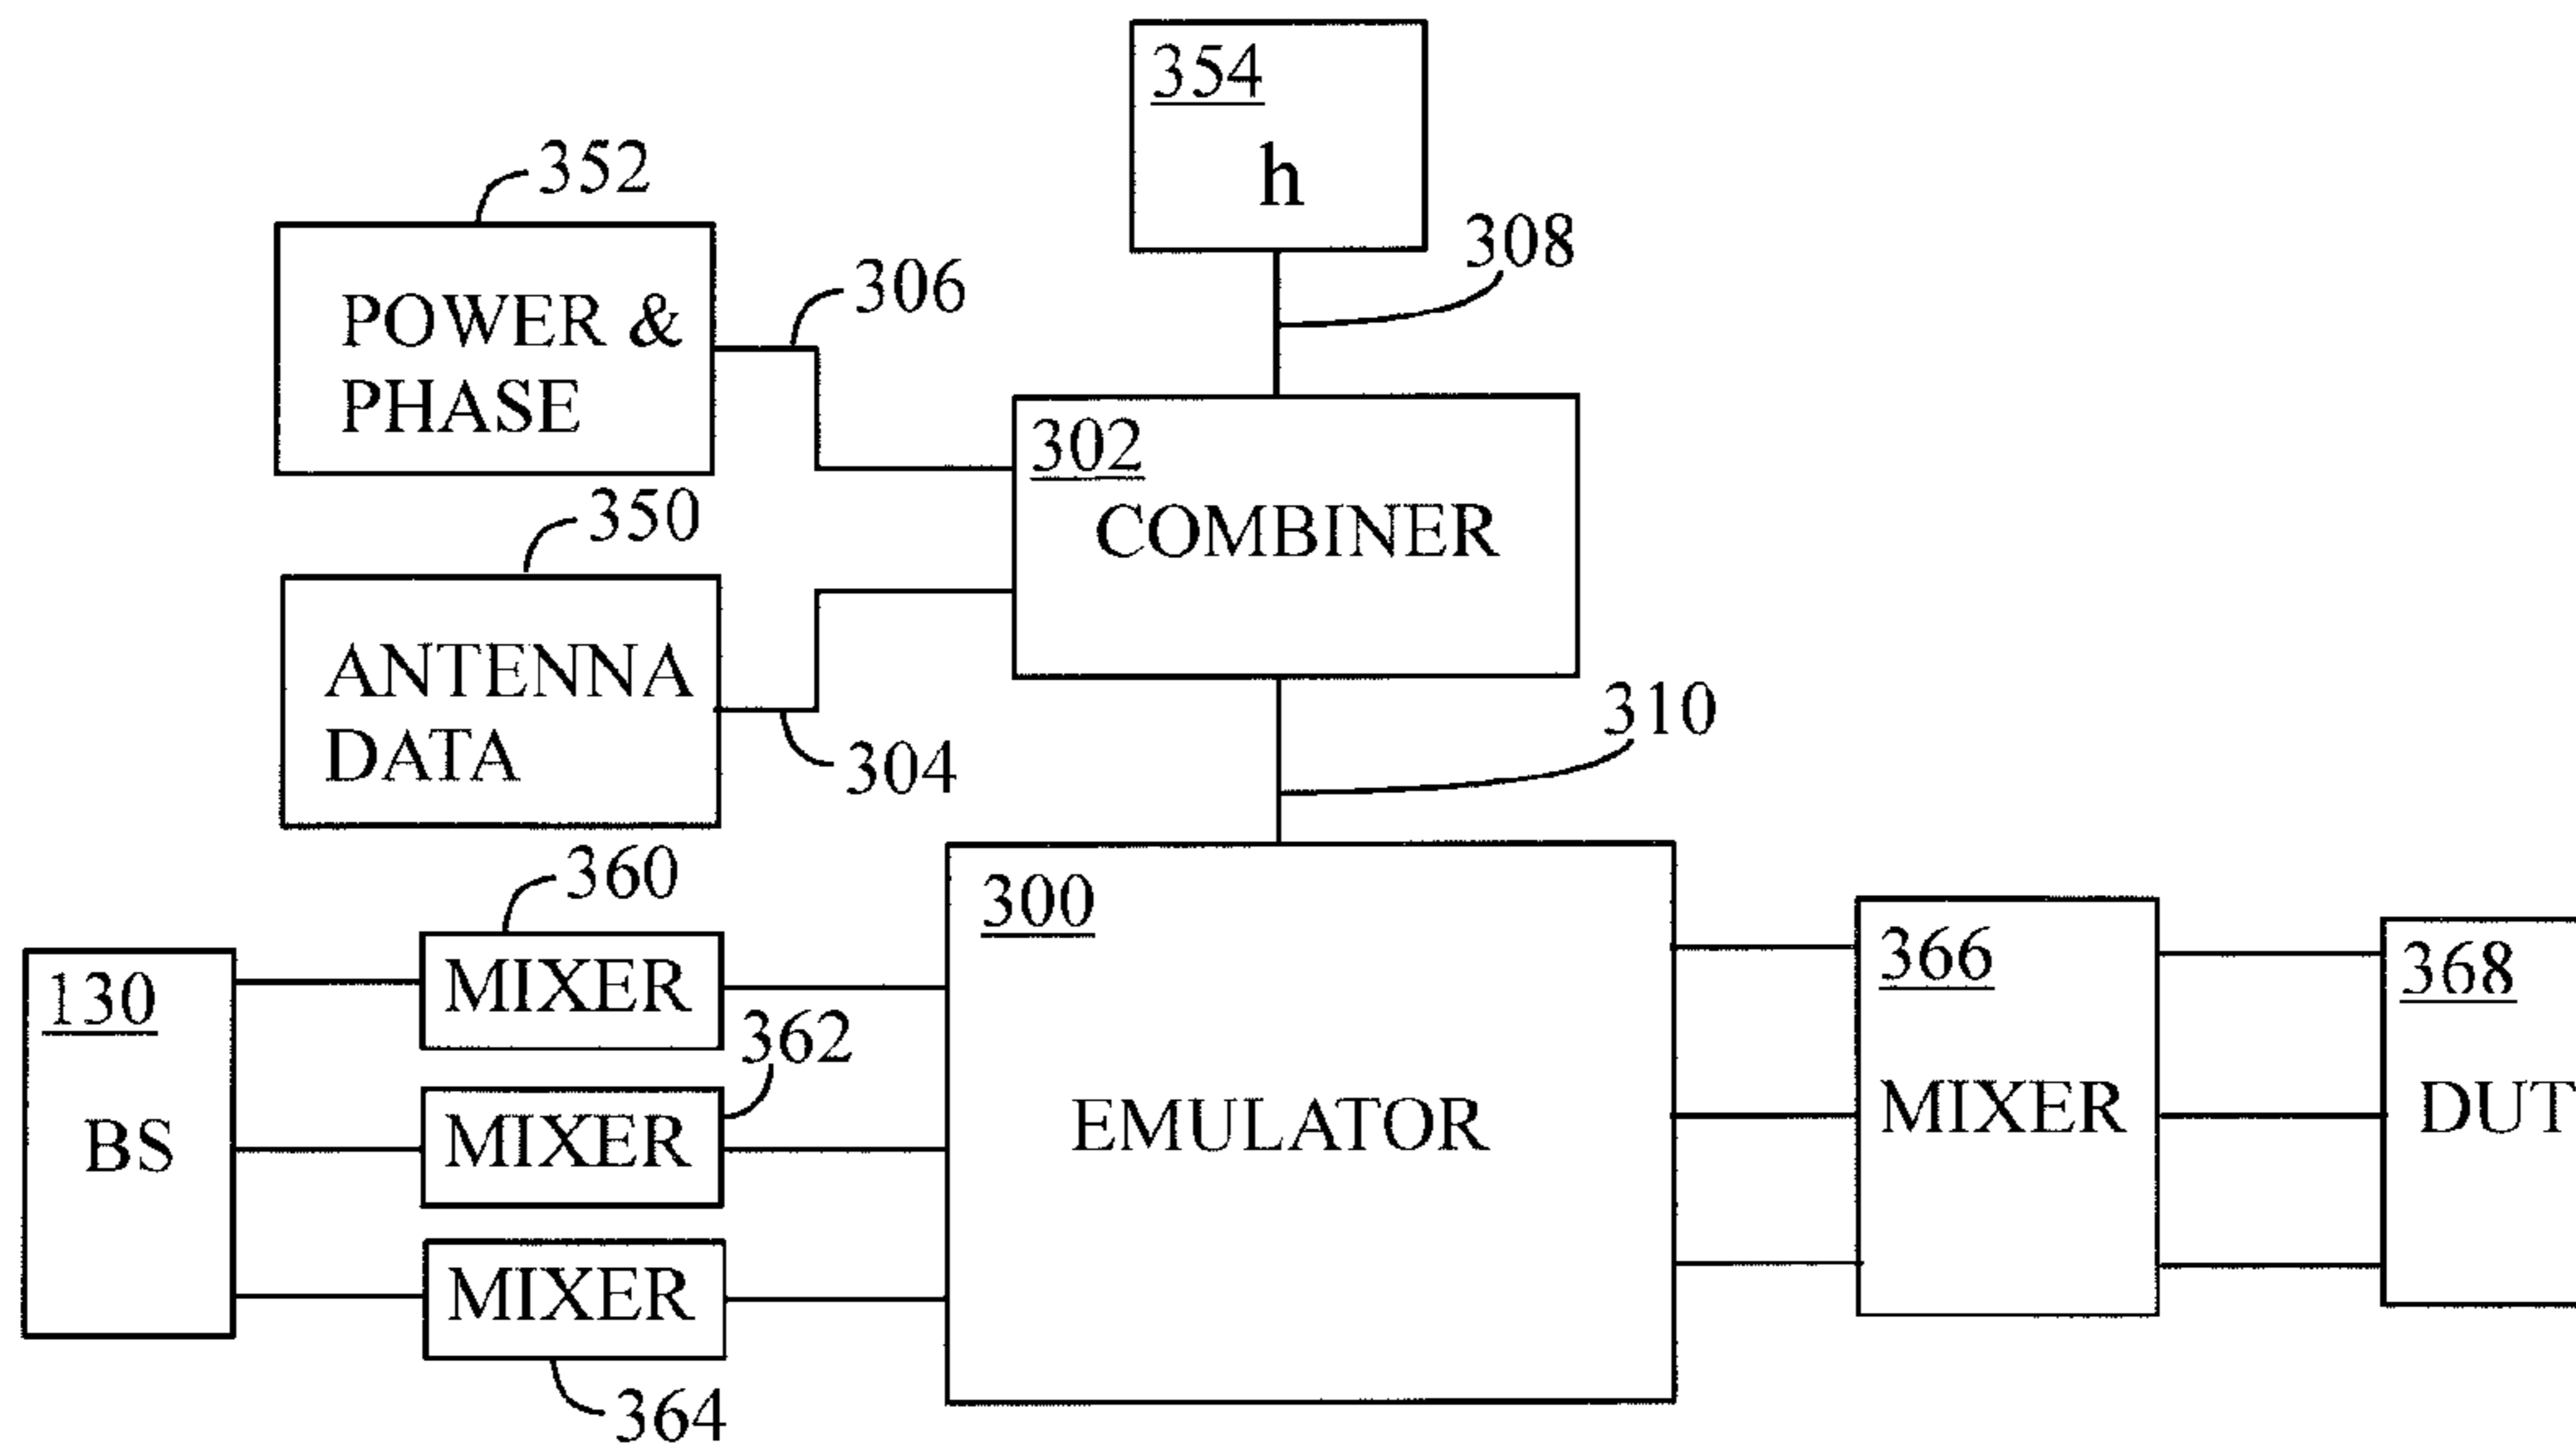 354
h
352
308
306
POWER &
PHASE
302
COMBINER
350
ANTENNA
DATA
304
310
360
300
EMULATOR
130
BS
MIXER
362
MIXER
MIXER
364
366
MIXER
368
DUT